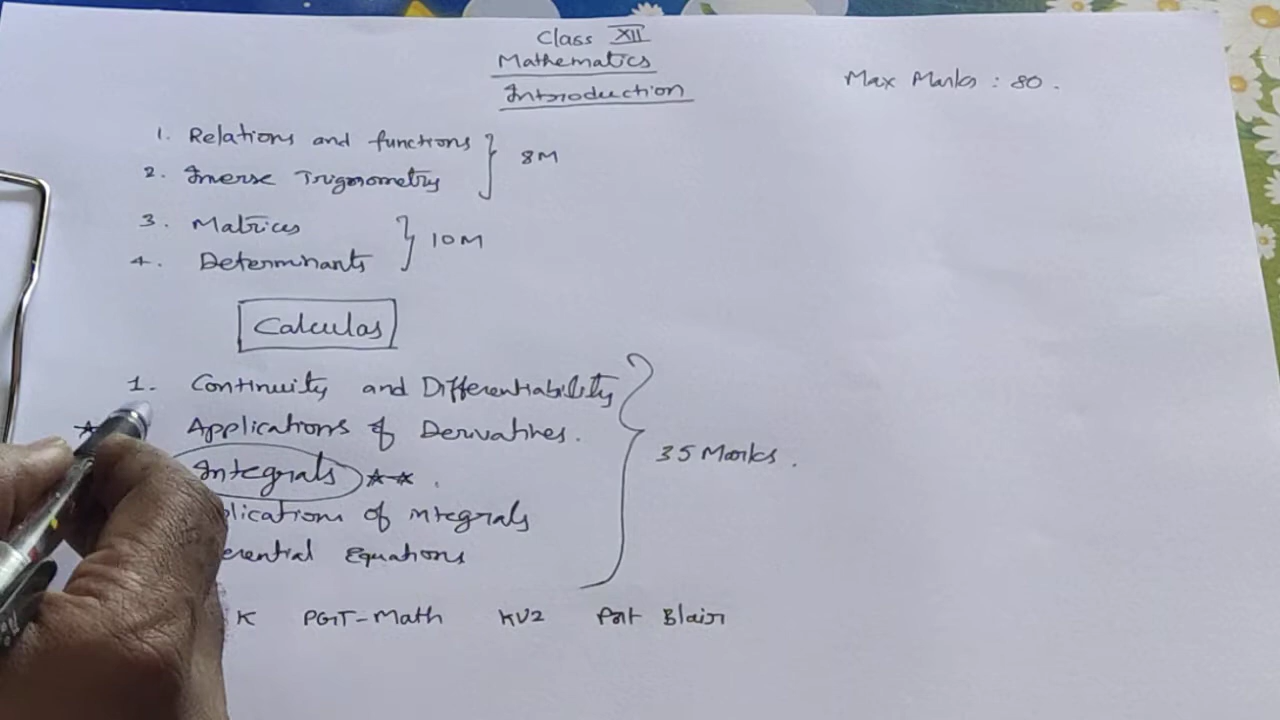 Class XII
Mathematics
Introduction
Max Marks : 80.
1. Relations and functions
2. Inverse Trigonometry
8M
3. Matrices
4. Determinants
10M
Calculas
1. Continuity and Differentiability
Applications of Derivatives.
Integrals
plications of integrals
erential Equations
35 Marks.
K PGT-Math KV2 Port Blair